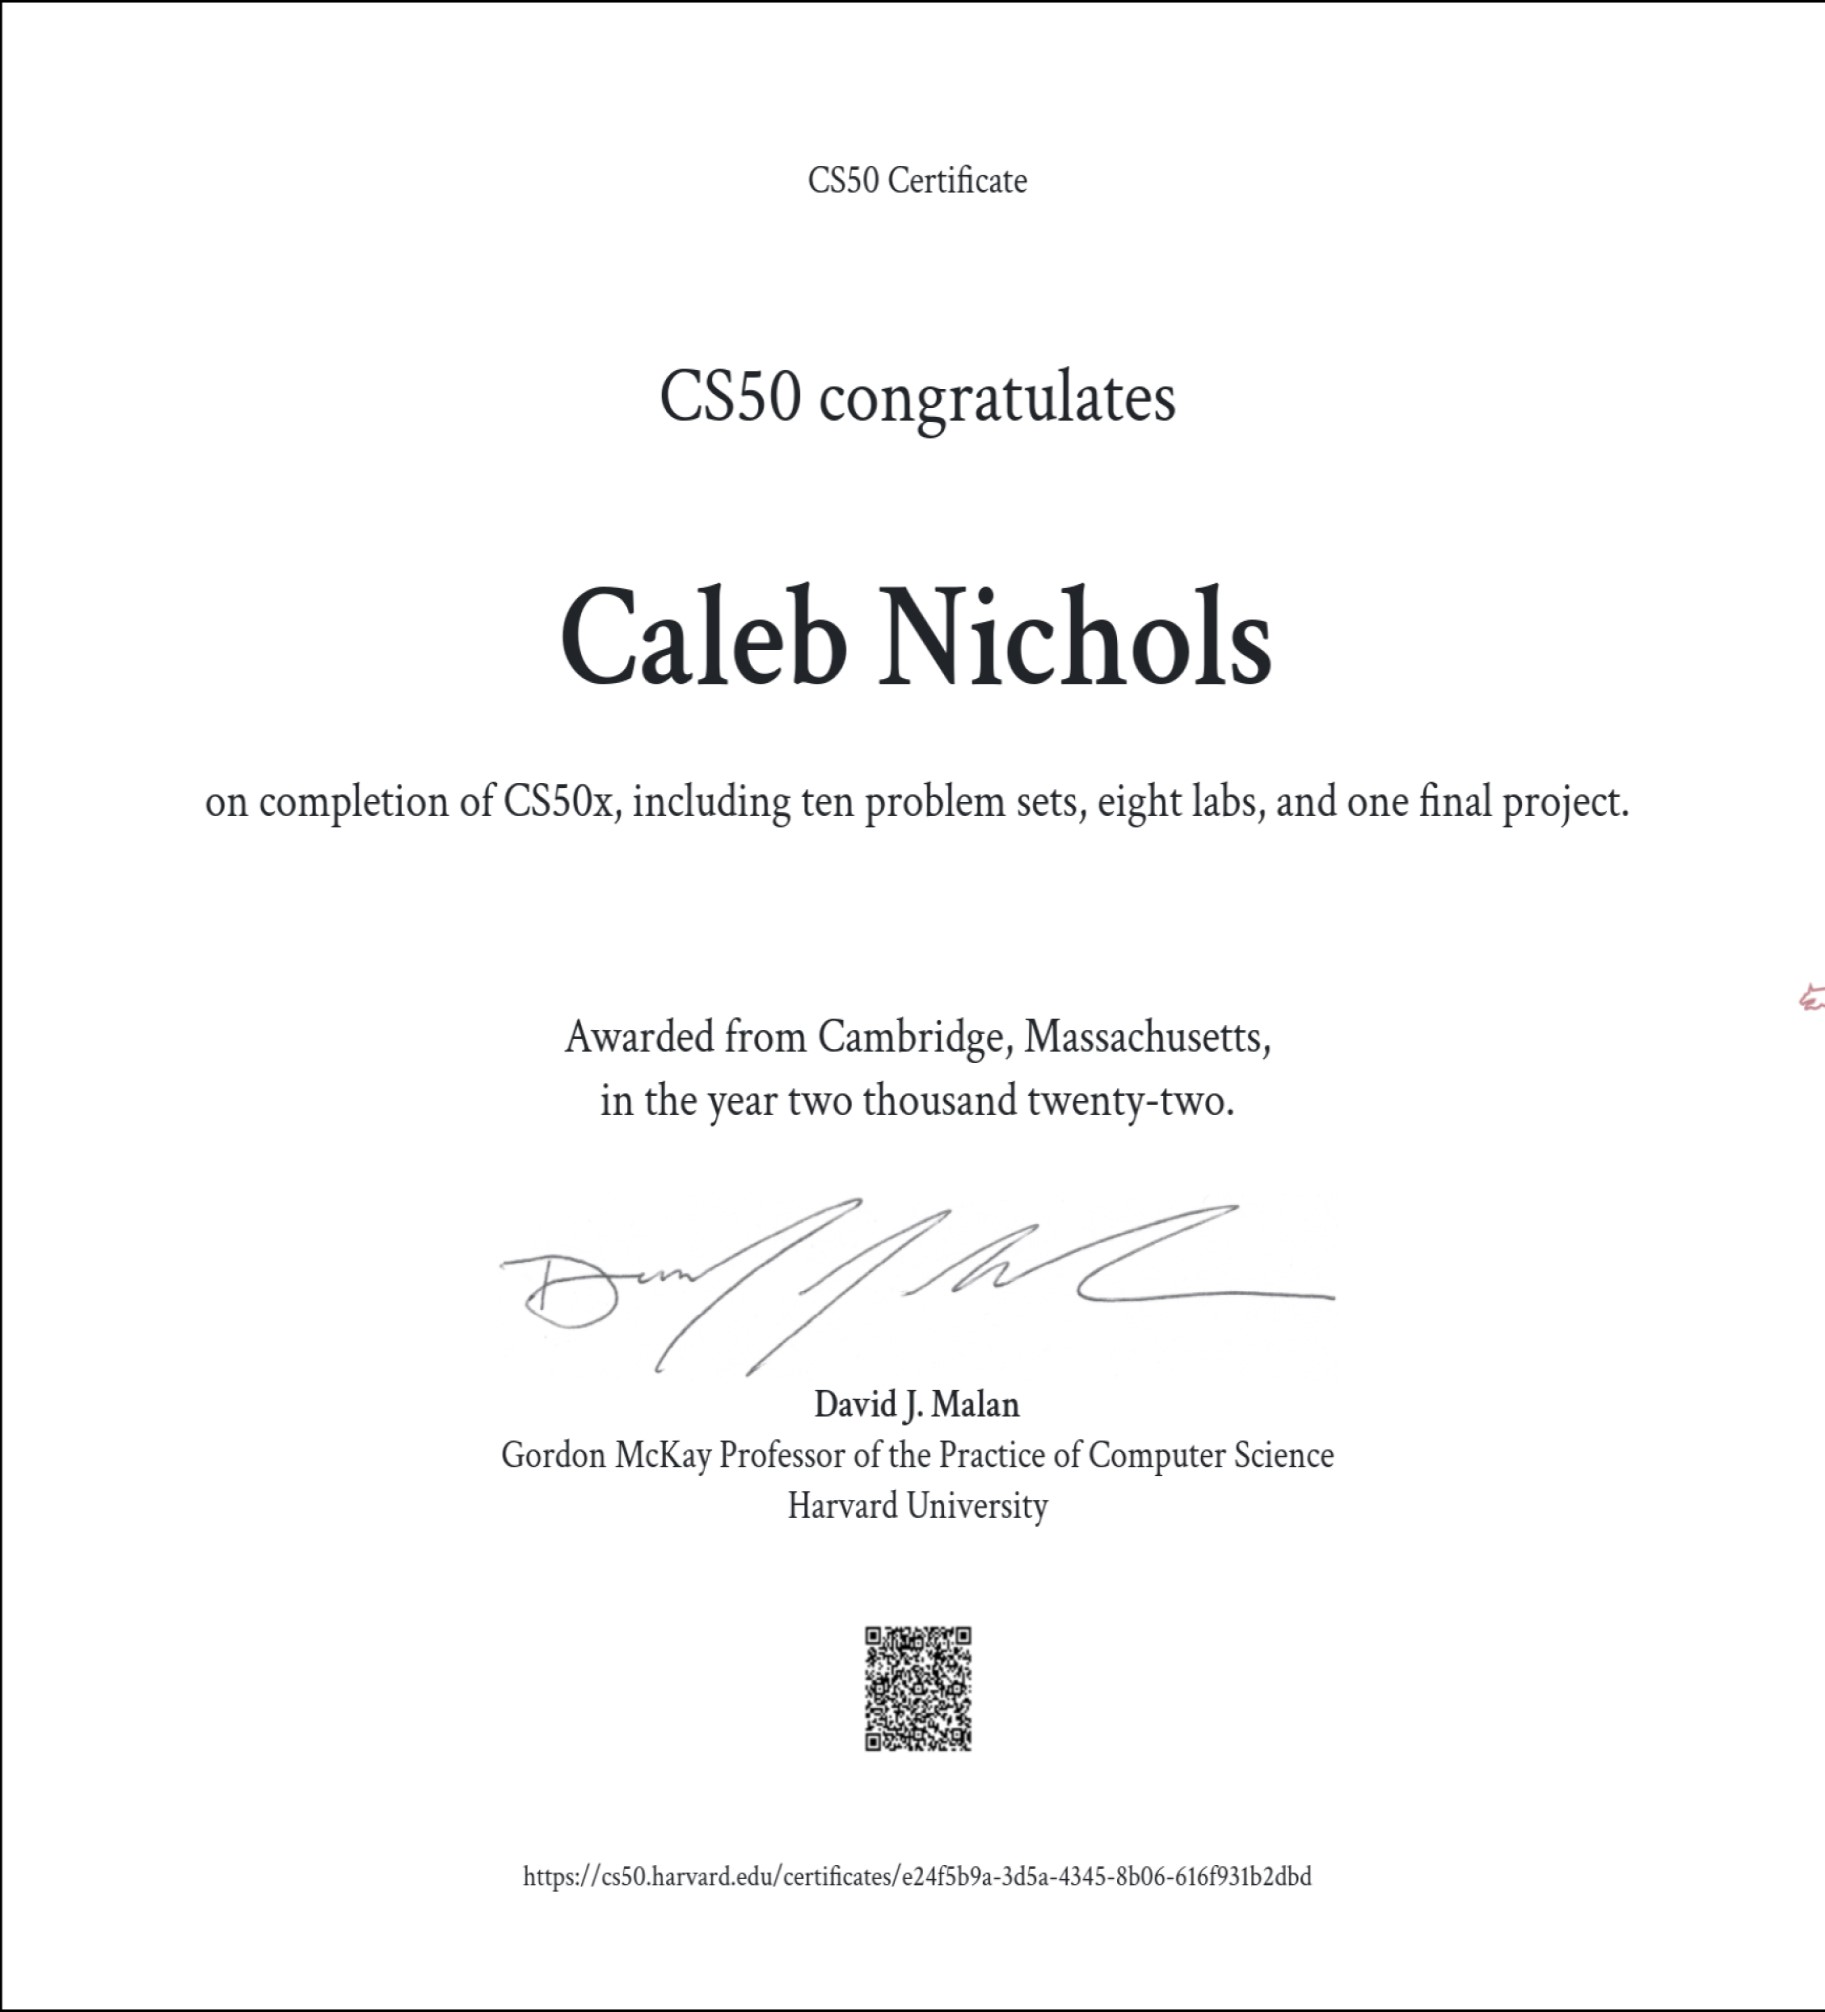 CS50 Certificate
CS50 congratulates
Caleb Nichols
on completion of CS50x, including ten problem sets, eight labs, and one final project.
Awarded from Cambridge, Massachusetts,
in the year two thousand twenty-two.
David J. Malan
Gordon McKay Professor of the Practice of Computer Science
Harvard University
https://cs50.harvard.edu/certificates/e24f5b9a-3d5a-4345-8b06-616f931b2dbd